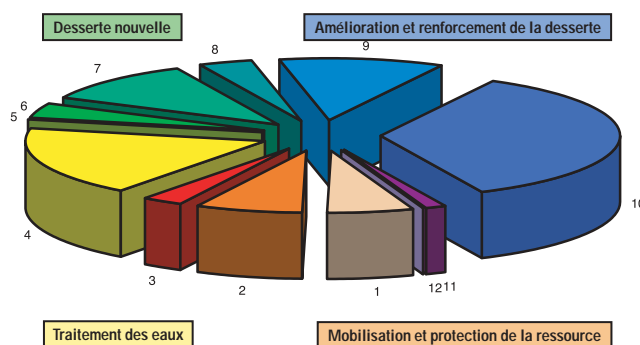 Desserte nouvelle
Amélioration et renforcement de la desserte
9
8
7
6
5
10
4
3
2
1
12 11
Traitement des eaux
Mobilisation et protection de la ressource